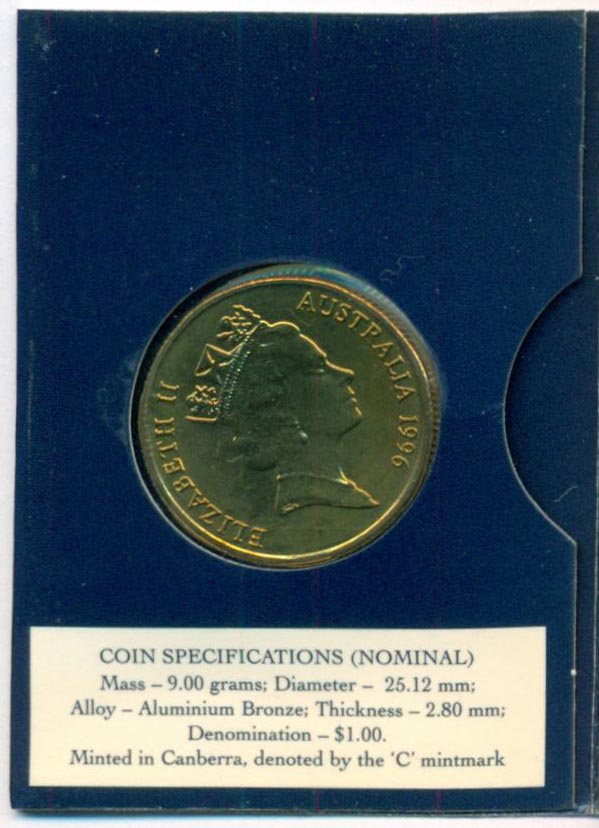 ELIZABETH II
AUSTRALIA 1996
COIN SPECIFICATIONS (NOMINAL)
Mass – 9.00 grams; Diameter – 25.12 mm;
Alloy – Aluminium Bronze; Thickness – 2.80 mm;
Denomination – $1.00.
Minted in Canberra, denoted by the 'C' mintmark